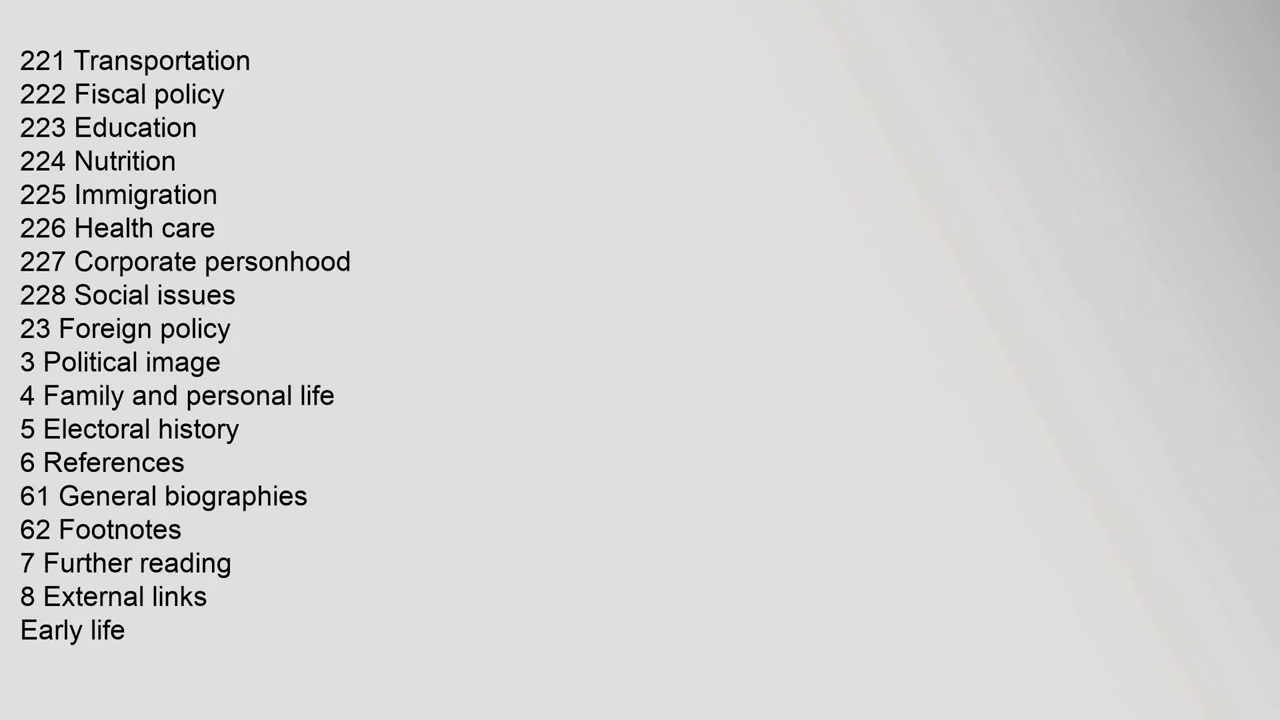 221 Transportation
222 Fiscal policy
223 Education
224 Nutrition
225 Immigration
226 Health care
227 Corporate personhood
228 Social issues
23 Foreign policy
3 Political image
4 Family and personal life
5 Electoral history
6 References
61 General biographies
62 Footnotes
7 Further reading
8 External links
Early life